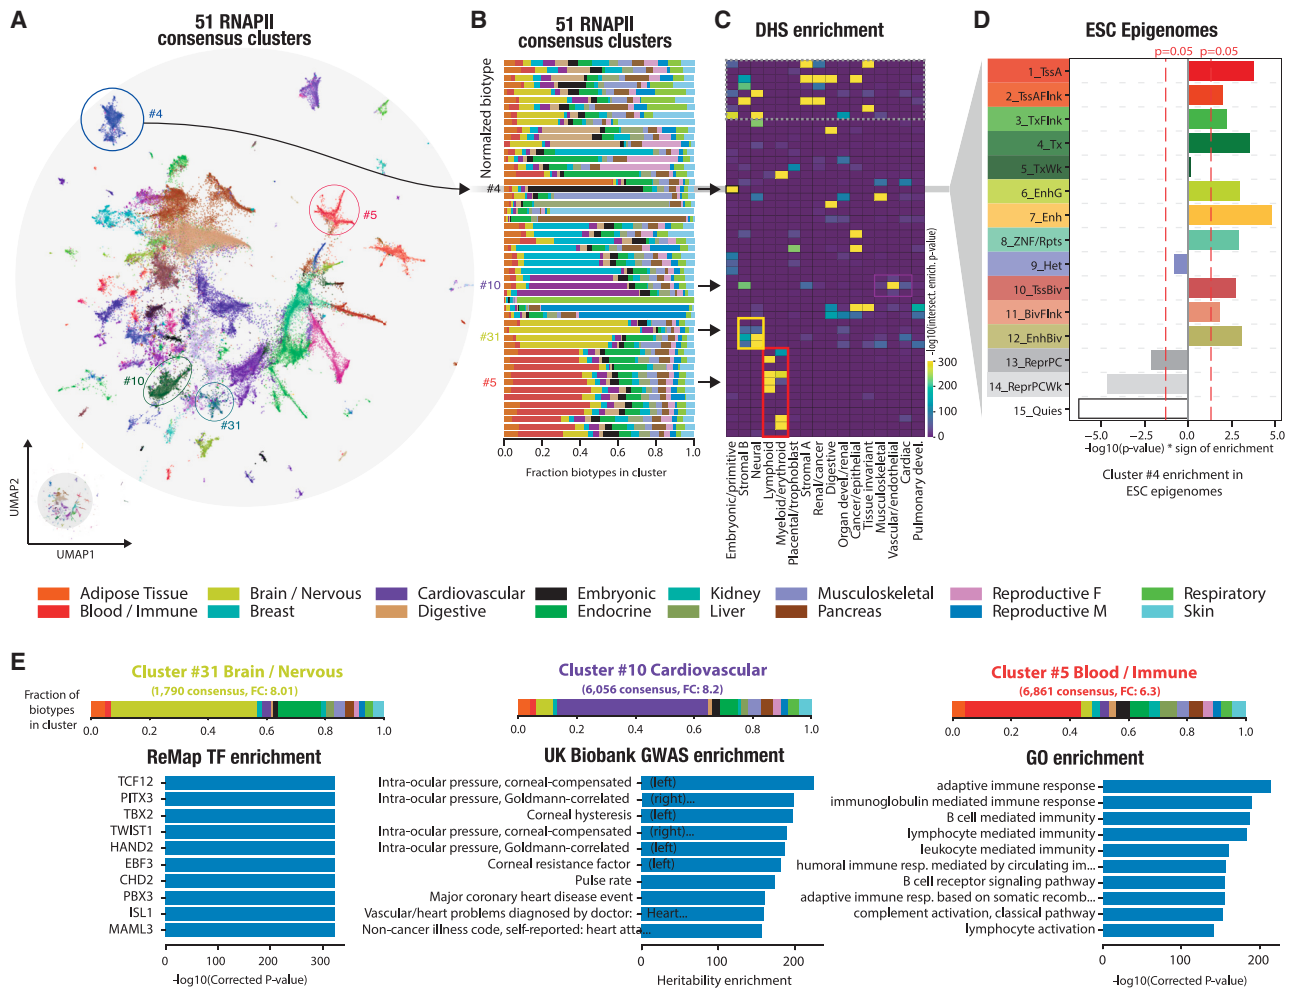 A
51 RNAPII
consensus clusters
#4
#5
#10
#31
UMAP2
UMAP1
B
51 RNAPII
consensus clusters
Normalized biotype
#4
#10
#31
#5
0.0 0.2 0.4 0.6 0.8 1.0
Fraction biotypes in cluster
C
DHS enrichment
-log10(intersect. enrich. p-value)
300
200
100
0
Embryonic/primitive
Stromal B
Neural
Lymphoid
Myeloid/erythroid
Placental/trophoblast
Stromal A
Renal/cancer
Digestive
Organ devel./renal
Cancer/epithelial
Tissue invariant
Musculoskeletal
Vascular/endothelial
Cardiac
Pulmonary devel.
D
ESC Epigenomes
p=0.05 p=0.05
1_TssA
2_TssAFlnk
3_TxFlnk
4_Tx
5_TxWk
6_EnhG
7_Enh
8_ZNF/Rpts
9_Het
10_TssBiv
11_BivFlnk
12_EnhBiv
13_ReprPC
14_ReprPCWk
15_Quies
−5.0 −2.5 0.0 2.5 5.0
-log10(p-value) * sign of enrichment
Cluster #4 enrichment in
ESC epigenomes
Adipose Tissue Brain / Nervous Cardiovascular Embryonic Kidney Musculoskeletal Reproductive F Respiratory
Blood / Immune Breast Digestive Endocrine Liver Pancreas Reproductive M Skin
E
Cluster #31 Brain / Nervous
(1,790 consensus, FC: 8.01)
Fraction of
biotypes
in cluster
0.0 0.2 0.4 0.6 0.8 1.0
ReMap TF enrichment
TCF12
PITX3
TBX2
TWIST1
HAND2
EBF3
CHD2
PBX3
ISL1
MAML3
0 100 200 300
-log10(Corrected P-value)
Cluster #10 Cardiovascular
(6,056 consensus, FC: 8.2)
0.0 0.2 0.4 0.6 0.8 1.0
UK Biobank GWAS enrichment
Intra-ocular pressure, corneal-compensated (left)
Intra-ocular pressure, Goldmann-correlated (right)...
Corneal hysteresis (left)
Intra-ocular pressure, corneal-compensated (right)...
Intra-ocular pressure, Goldmann-correlated (left)
Corneal resistance factor (left)
Pulse rate
Major coronary heart disease event
Vascular/heart problems diagnosed by doctor: Heart...
Non-cancer illness code, self-reported: heart atta...
0 100 200
Heritability enrichment
Cluster #5 Blood / Immune
(6,861 consensus, FC: 6.3)
0.0 0.2 0.4 0.6 0.8 1.0
GO enrichment
adaptive immune response
immunoglobulin mediated immune response
B cell mediated immunity
lymphocyte mediated immunity
leukocyte mediated immunity
humoral immune resp. mediated by circulating im...
B cell receptor signaling pathway
adaptive immune resp. based on somatic recomb...
complement activation, classical pathway
lymphocyte activation
0 100 200
-log10(Corrected P-value)